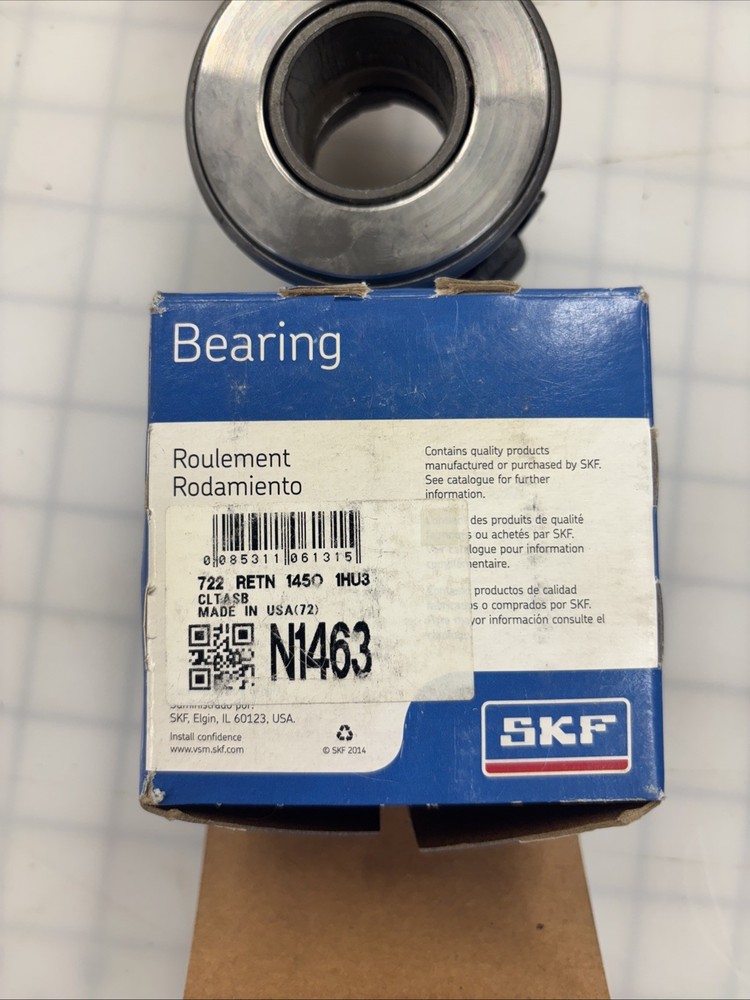 Bearing
Roulement
Rodamiento
Contains quality products
manufactured or purchased by SKF.
See catalogue for further
information.
des produits de qualité
ou achetés par SKF.
pour information
productos de calidad
o comprados por SKF.
información consulte el
0 085311 061315
722 RETN 1450 1HU3
CLTASB
MADE IN USA(72)
N1463
Suministrado por:
SKF, Elgin, IL 60123, USA.
Install confidence
www.vsm.skf.com
© SKF 2014
SKF